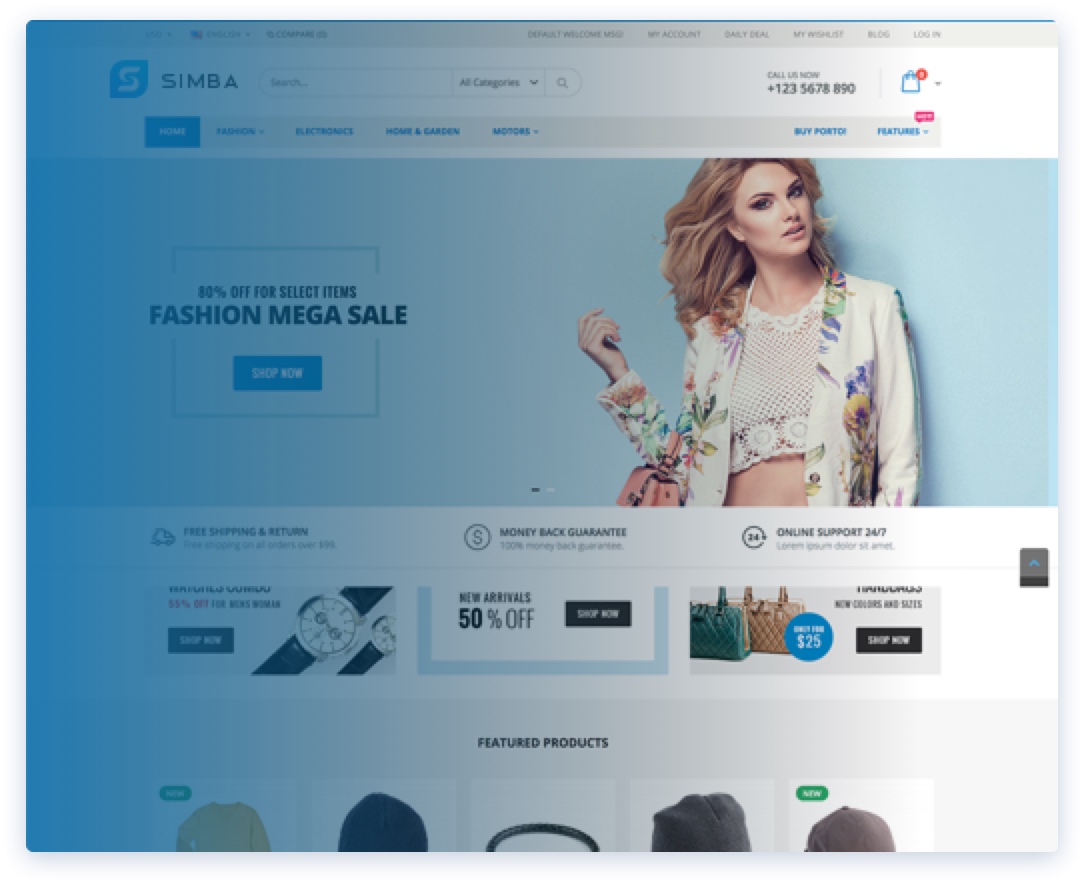 USD ENGLISH COMPARE (0) DEFAULT WELCOME MSG! MY ACCOUNT DAILY DEAL MY WISHLIST BLOG LOG IN
S SIMBA Search... All Categories CALL US NOW 0
+123 5678 890
NEW
HOME FASHION ELECTRONICS HOME & GARDEN MOTORS BUY PORTO! FEATURES
80% OFF FOR SELECT ITEMS
FASHION MEGA SALE
SHOP NOW
FREE SHIPPING & RETURN
Free shipping on all orders over $99.
$ MONEY BACK GUARANTEE
100% money back guarantee.
24 ONLINE SUPPORT 24/7
Lorem ipsum dolor sit amet.
55% OFF FOR MENS WOMAN
SHOP NOW
NEW ARRIVALS
50 % OFF
SHOP NOW
HANDBAGS
NEW COLORS AND SIZES
ONLY FOR
$25
SHOP NOW
FEATURED PRODUCTS
NEW NEW